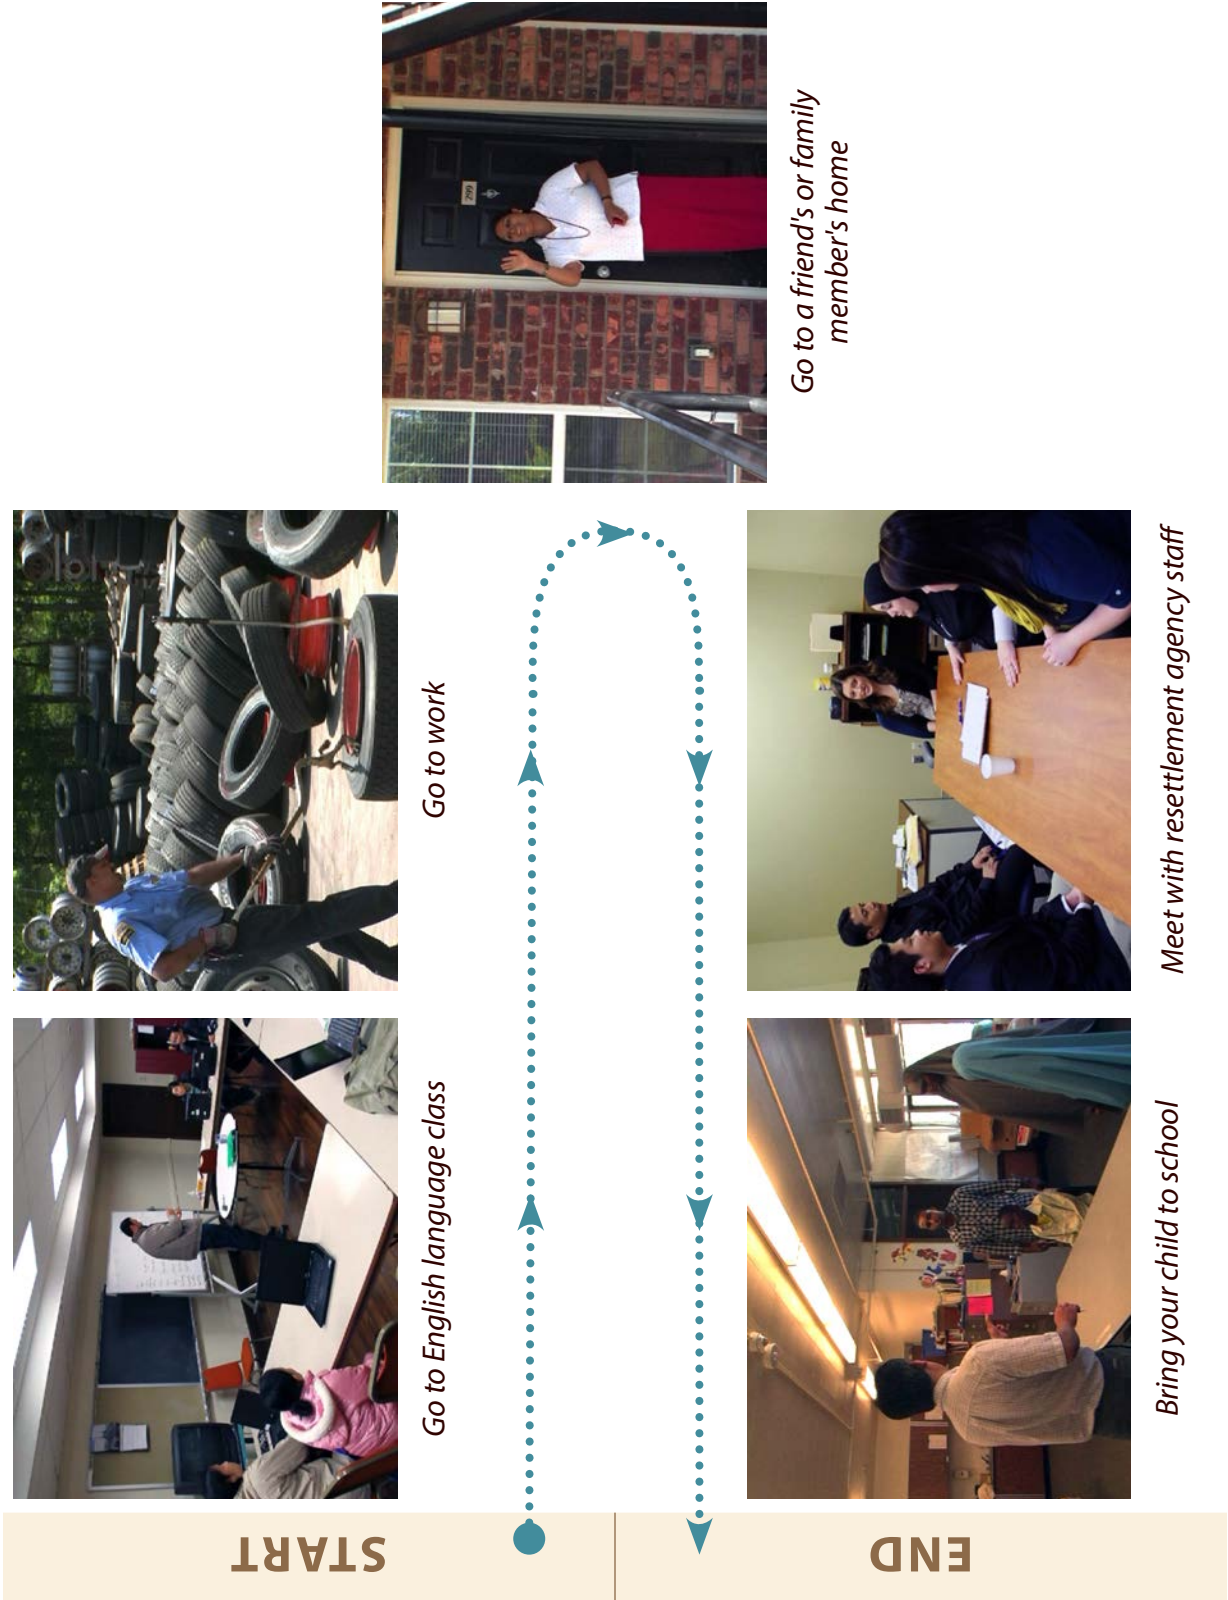 START
Go to English language class
Go to work
Go to a friend's or family
member's home
299
Meet with resettlement agency staff
Bring your child to school
END